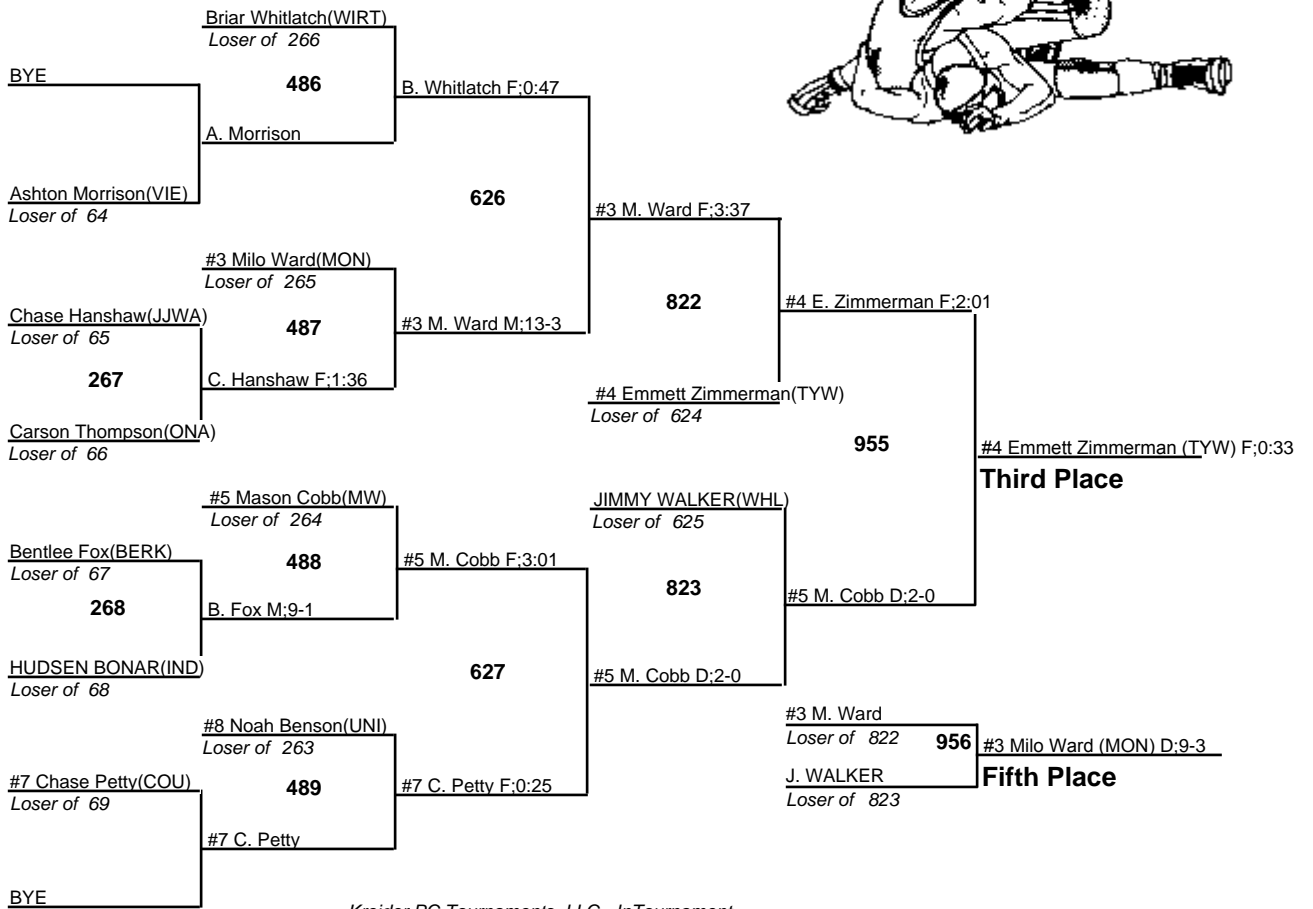 Briar Whitlatch(WIRT)
Loser of 266
BYE
486
B. Whitlatch F;0:47
A. Morrison
Ashton Morrison(VIE)
Loser of 64
626
#3 M. Ward F;3:37
#3 Milo Ward(MON)
Loser of 265
Chase Hanshaw(JJWA)
Loser of 65
487
#3 M. Ward M;13-3
822
#4 E. Zimmerman F;2:01
267
C. Hanshaw F;1:36
#4 Emmett Zimmerman(TYW)
Loser of 624
Carson Thompson(ONA)
Loser of 66
955
#4 Emmett Zimmerman (TYW) F;0:33
Third Place
#5 Mason Cobb(MW)
Loser of 264
JIMMY WALKER(WHL)
Loser of 625
Bentlee Fox(BERK)
Loser of 67
488
#5 M. Cobb F;3:01
823
#5 M. Cobb D;2-0
268
B. Fox M;9-1
HUDSEN BONAR(IND)
Loser of 68
627
#5 M. Cobb D;2-0
#8 Noah Benson(UNI)
Loser of 263
#3 M. Ward
Loser of 822
956
#3 Milo Ward (MON) D;9-3
Fifth Place
#7 Chase Petty(COU)
Loser of 69
489
#7 C. Petty F;0:25
J. WALKER
Loser of 823
#7 C. Petty
BYE